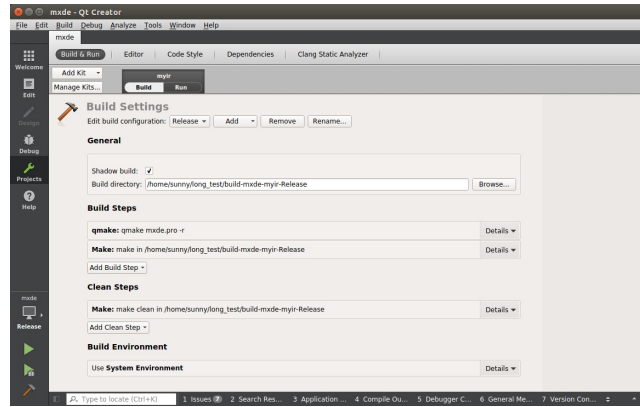 mxde - Qt Creator
File Edit Build Debug Analyze Tools Window Help
mxde
Build & Run Editor Code Style Dependencies Clang Static Analyzer
Welcome
Add Kit
myir
Manage Kits...
Build Run
Edit
Build Settings
Edit build configuration: Release Add Remove Rename...
Design
General
Debug
Shadow build:
Projects
Build directory: /home/sunny/long_test/build-mxde-myir-Release Browse...
Help
Build Steps
qmake: qmake mxde.pro -r Details
Make: make in /home/sunny/long_test/build-mxde-myir-Release Details
Add Build Step
Clean Steps
mxde
Make: make clean in /home/sunny/long_test/build-mxde-myir-Release Details
Release
Add Clean Step
Build Environment
Use System Environment Details
Type to locate (Ctrl+K) 1 Issues 7 2 Search Res... 3 Application ... 4 Compile Ou... 5 Debugger C... 6 General Me... 7 Version Con...